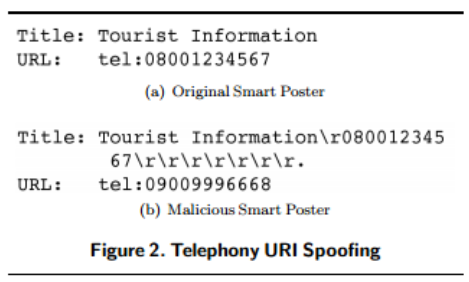 Title: Tourist Information
URL: tel:08001234567
(a) Original Smart Poster
Title: Tourist Information\r080012345
67\r\r\r\r\r\r\r.
URL: tel:09009996668
(b) Malicious Smart Poster
Figure 2. Telephony URI Spoofing